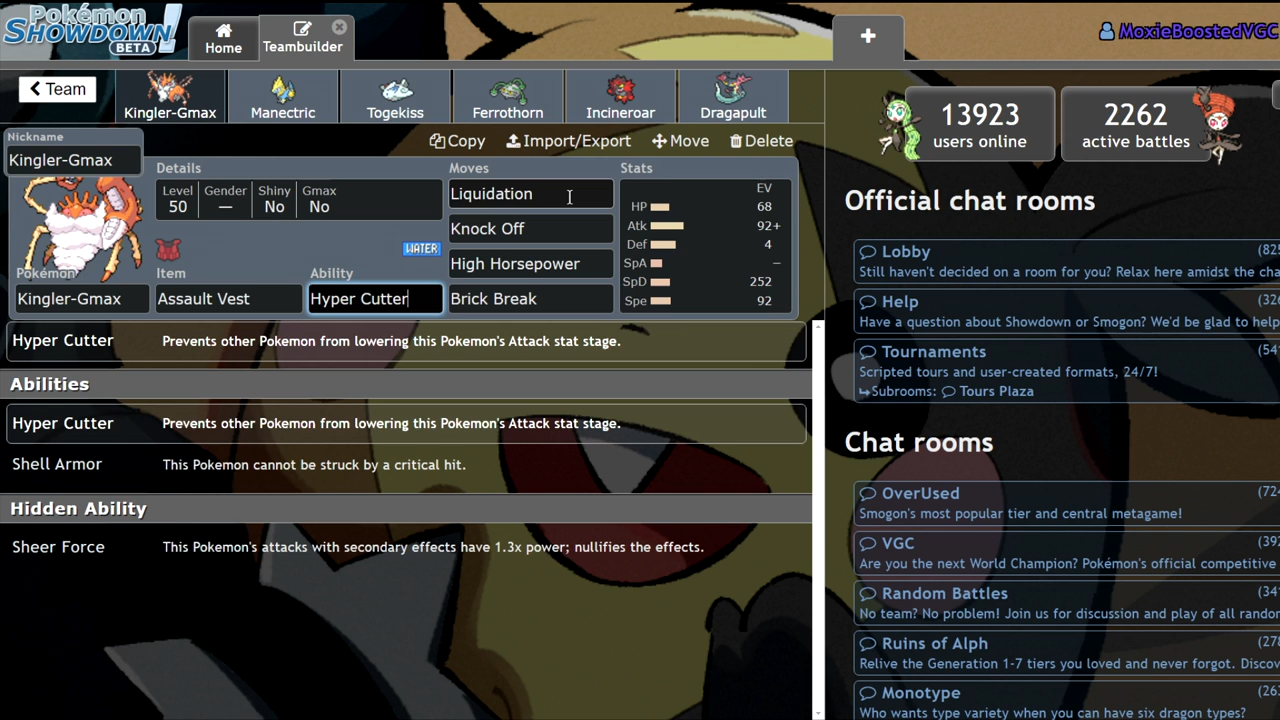 Pokémon
SHOWDOWN!
BETA
Home
Teambuilder
+
MoxieBoostedVGC
Team
Kingler-Gmax
Manectric
Togekiss
Ferrothorn
Incineroar
Dragapult
Copy
Import/Export
Move
Delete
Nickname
Kingler-Gmax
Details
Level
50
Gender
—
Shiny
No
Gmax
No
WATER
Pokémon
Kingler-Gmax
Item
Assault Vest
Ability
Hyper Cutter
Moves
Liquidation
Knock Off
High Horsepower
Brick Break
Stats
EV
HP 68
Atk 92+
Def 4
SpA –
SpD 252
Spe 92
Hyper Cutter Prevents other Pokemon from lowering this Pokemon's Attack stat stage.
Abilities
Hyper Cutter Prevents other Pokemon from lowering this Pokemon's Attack stat stage.
Shell Armor This Pokemon cannot be struck by a critical hit.
Hidden Ability
Sheer Force This Pokemon's attacks with secondary effects have 1.3x power; nullifies the effects.
13923
users online
2262
active battles
Official chat rooms
Lobby (825
Still haven't decided on a room for you? Relax here amidst the cha
Help (320
Have a question about Showdown or Smogon? We'd be glad to help
Tournaments (541
Scripted tours and user-created formats, 24/7!
Subrooms: Tours Plaza
Chat rooms
OverUsed (724
Smogon's most popular tier and central metagame!
VGC (392
Are you the next World Champion? Pokémon's official competitive
Random Battles (341
No team? No problem! Join us for discussion and play of all rando
Ruins of Alph (278
Relive the Generation 1-7 tiers you loved and never forgot. Discov
Monotype (263
Who wants type variety when you can have six dragon types?